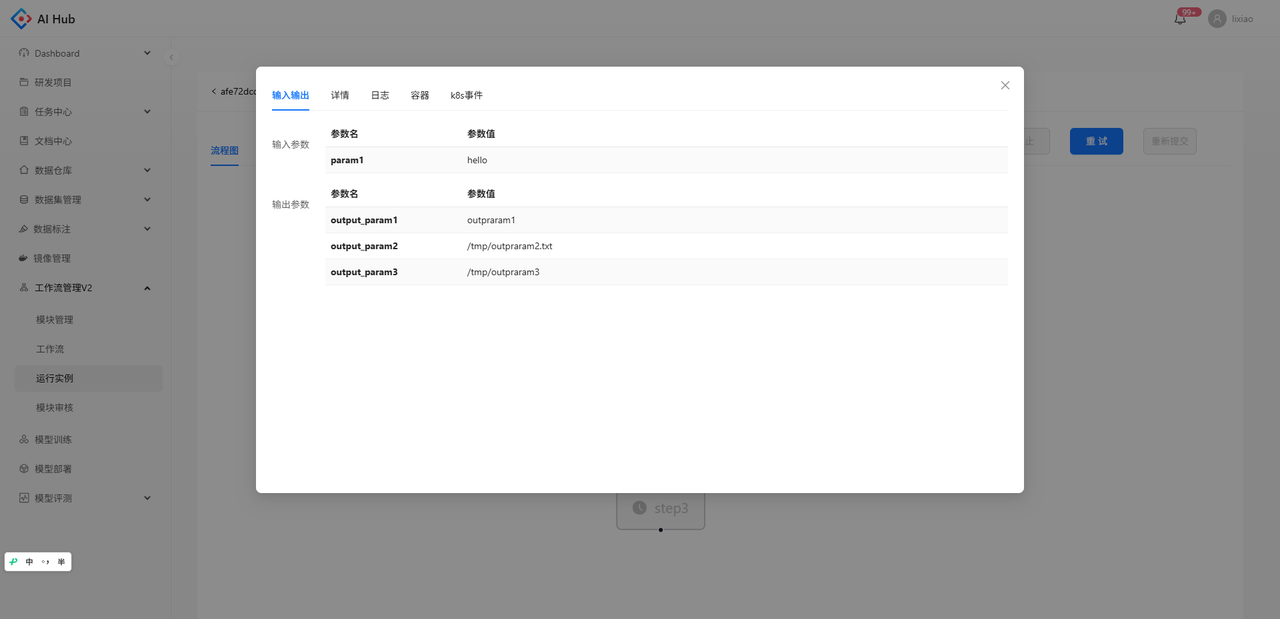 AI Hub
99+
lixiao
Dashboard
研发项目
任务中心
文档中心
数据仓库
数据集管理
数据标注
镜像管理
工作流管理V2
模块管理
工作流
运行实例
模块审核
模型训练
模型部署
模型评测
afe72dcc
流程图
止
重 试
重新提交
输入输出 详情 日志 容器 k8s事件
输入参数
参数名 参数值
param1 hello
输出参数
参数名 参数值
output_param1 outpraram1
output_param2 /tmp/outpraram2.txt
output_param3 /tmp/outpraram3
step3
中 半